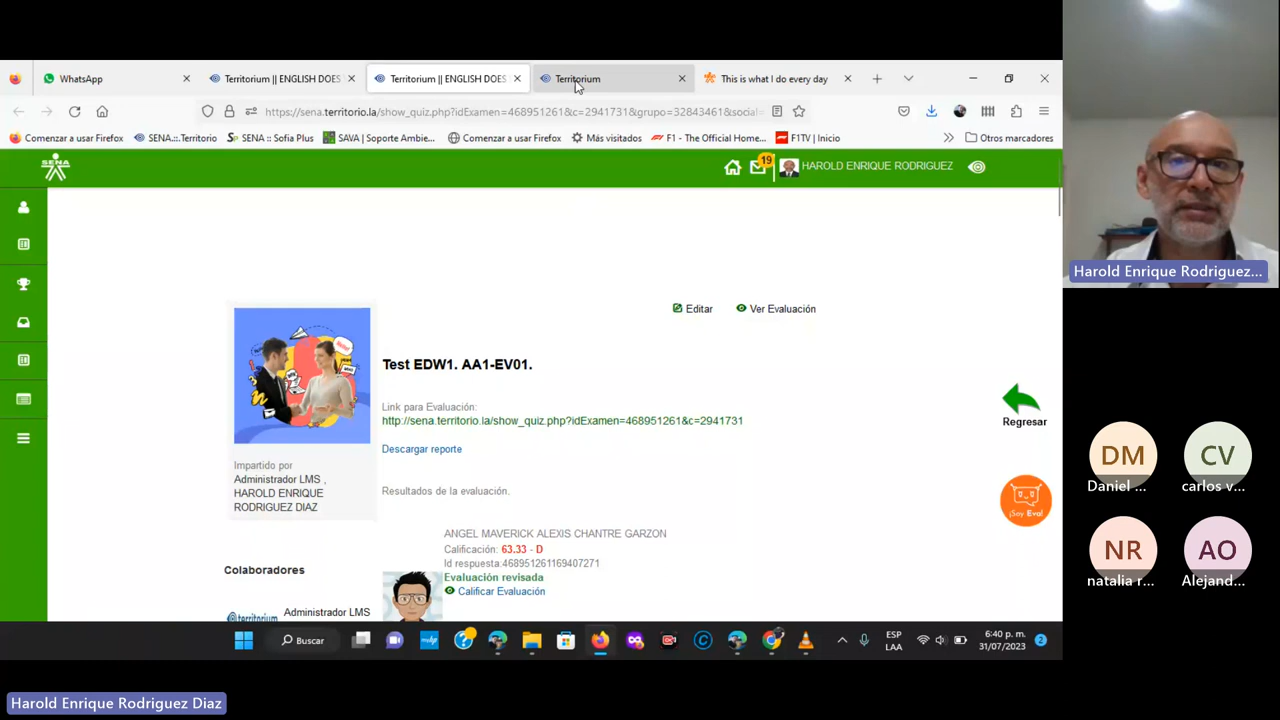 WhatsApp
Territorium || ENGLISH DOES
Territorium || ENGLISH DOES
Territorium
This is what I do every day
https://sena.territorio.la/show_quiz.php?idExamen=468951261&c=2941731&grupo=32843461&social=
Comenzar a usar Firefox
SENA.::.Territorio
SENA :: Sofia Plus
SAVA | Soporte Ambie...
Comenzar a usar Firefox
Más visitados
F1 - The Official Home...
F1TV | Inicio
Otros marcadores
SENA
19
HAROLD ENRIQUE RODRIGUEZ
Editar
Ver Evaluación
Test EDW1. AA1-EV01.
Link para Evaluación:
http://sena.territorio.la/show_quiz.php?idExamen=468951261&c=2941731
Regresar
Descargar reporte
Impartido por
Administrador LMS ,
HAROLD ENRIQUE
RODRIGUEZ DIAZ
Resultados de la evaluación.
¡Soy Eva!
ANGEL MAVERICK ALEXIS CHANTRE GARZON
Calificación: 63.33 - D
Id respuesta:468951261169407271
Evaluación revisada
Calificar Evaluación
Colaboradores
territorium
Administrador LMS
Buscar
ESP
LAA
6:40 p. m.
31/07/2023
2
Harold Enrique Rodriguez...
DM
Daniel ...
CV
carlos v...
NR
natalia r...
AO
Alejand...
Harold Enrique Rodriguez Diaz